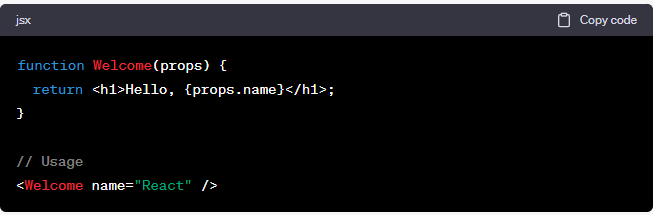 jsx Copy code
function Welcome(props) {
  return <h1>Hello, {props.name}</h1>;
}

// Usage
<Welcome name="React" />